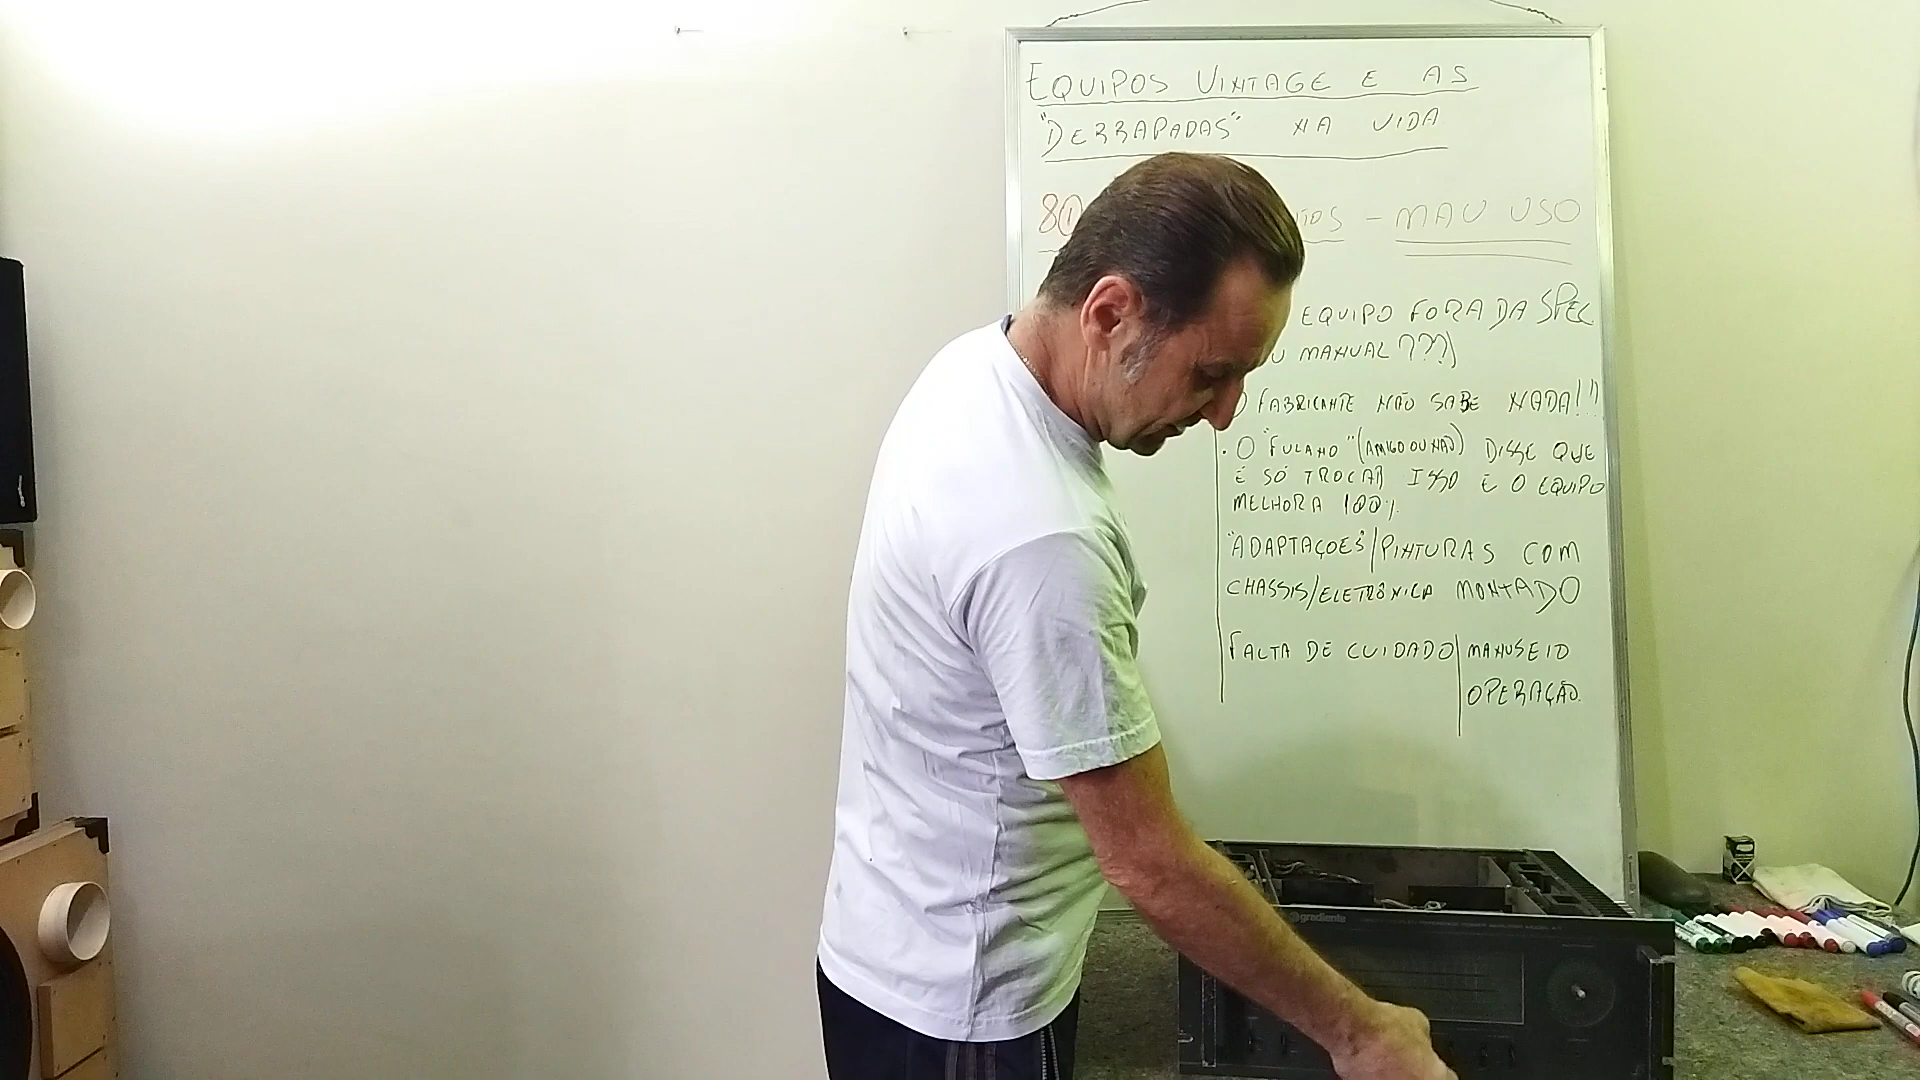 EQUIPOS VINTAGE E AS
"DERRAPADAS" NA VIDA
8 - MAU USO
EQUIPO FORA DA SPEC
MANUAL ???)
O FABRICANTE NÃO SABE NADA!!!
. O "FULANO" (AMIGO OU NÃO) DISSE QUE
É SÓ TROCAR ISSO E O EQUIPO
MELHORA 100%.
"ADAPTAÇÕES"/PINTURAS COM
CHASSIS/ELETRÔNICA MONTADO
FALTA DE CUIDADO | MANUSEIO
OPERAÇÃO.
gradiente